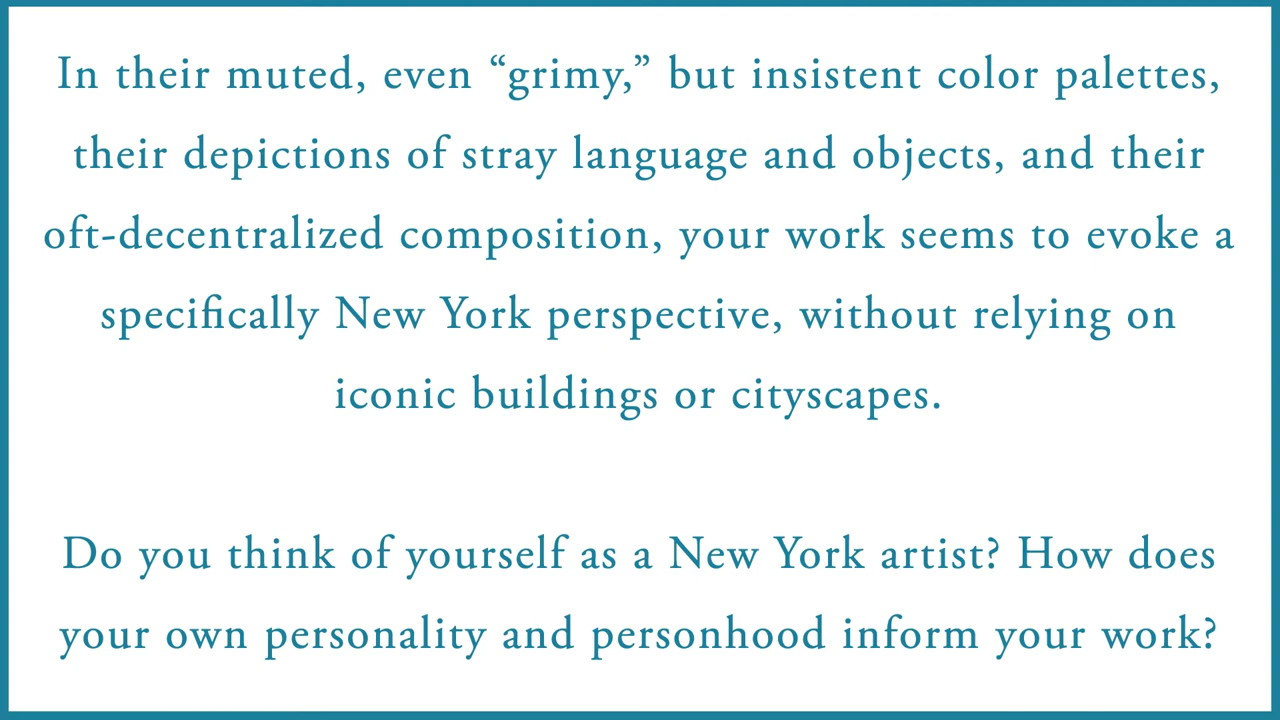 In their muted, even “grimy,” but insistent color palettes,
their depictions of stray language and objects, and their
oft-decentralized composition, your work seems to evoke a
specifically New York perspective, without relying on
iconic buildings or cityscapes.
Do you think of yourself as a New York artist? How does
your own personality and personhood inform your work?